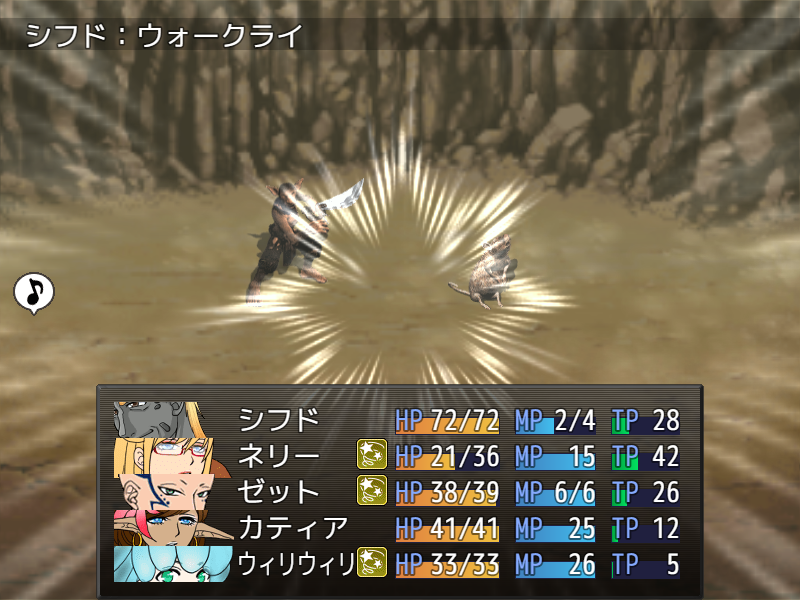 シフド：ウォークライ
シフド HP 72/72 MP 2/4 TP 28
ネリー HP 21/36 MP 15 TP 42
ゼット HP 38/39 MP 6/6 TP 26
カティア HP 41/41 MP 25 TP 12
ウィリウィリ HP 33/33 MP 26 TP 5